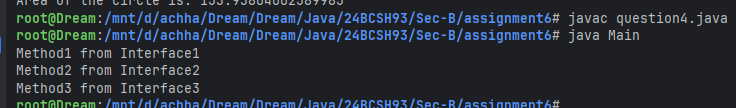 Area of the Circle is: 153.93804002589985
root@Dream:/mnt/d/achha/Dream/Dream/Java/24BCSH93/Sec-B/assignment6# javac question4.java
root@Dream:/mnt/d/achha/Dream/Dream/Java/24BCSH93/Sec-B/assignment6# java Main
Method1 from Interface1
Method2 from Interface2
Method3 from Interface3
root@Dream:/mnt/d/achha/Dream/Dream/Java/24BCSH93/Sec-B/assignment6#